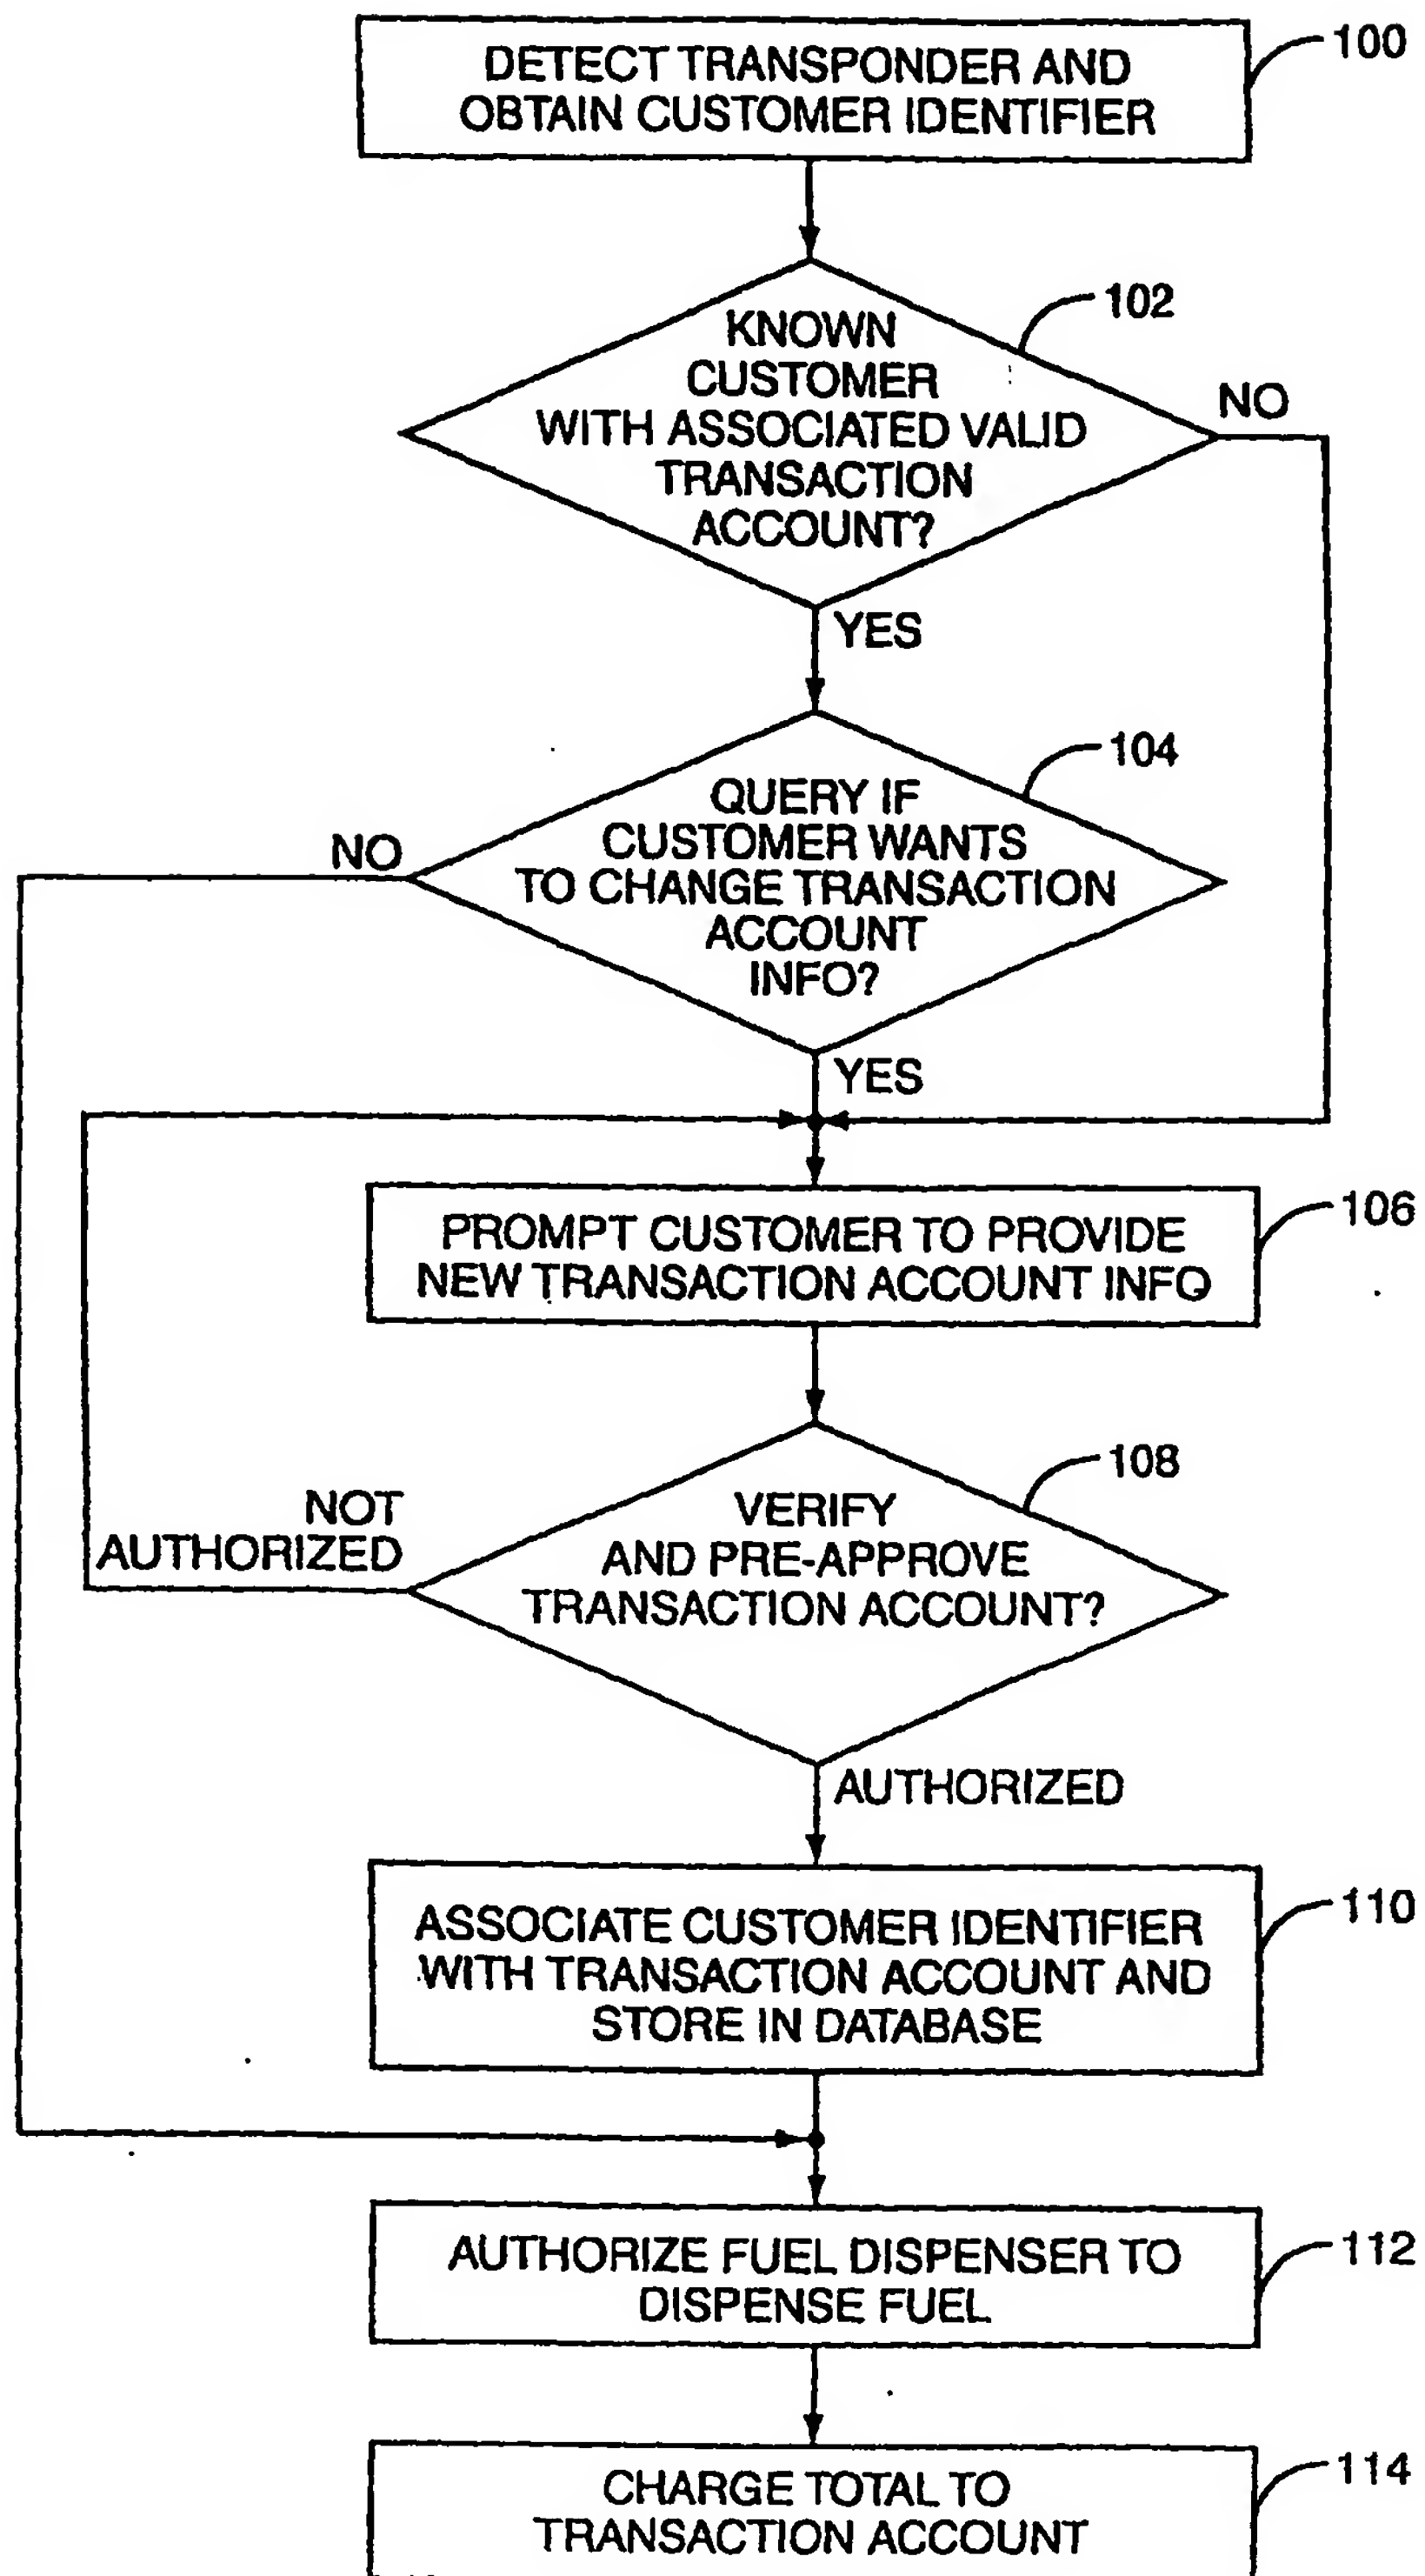 100
DETECT TRANSPONDER AND
OBTAIN CUSTOMER IDENTIFIER
102
KNOWN
CUSTOMER
WITH ASSOCIATED VALID
TRANSACTION
ACCOUNT?
NO
YES
104
QUERY IF
CUSTOMER WANTS
TO CHANGE TRANSACTION
ACCOUNT
INFO?
NO
YES
106
PROMPT CUSTOMER TO PROVIDE
NEW TRANSACTION ACCOUNT INFO
108
VERIFY
AND PRE-APPROVE
TRANSACTION ACCOUNT?
NOT
AUTHORIZED
AUTHORIZED
110
ASSOCIATE CUSTOMER IDENTIFIER
WITH TRANSACTION ACCOUNT AND
STORE IN DATABASE
112
AUTHORIZE FUEL DISPENSER TO
DISPENSE FUEL
114
CHARGE TOTAL TO
TRANSACTION ACCOUNT